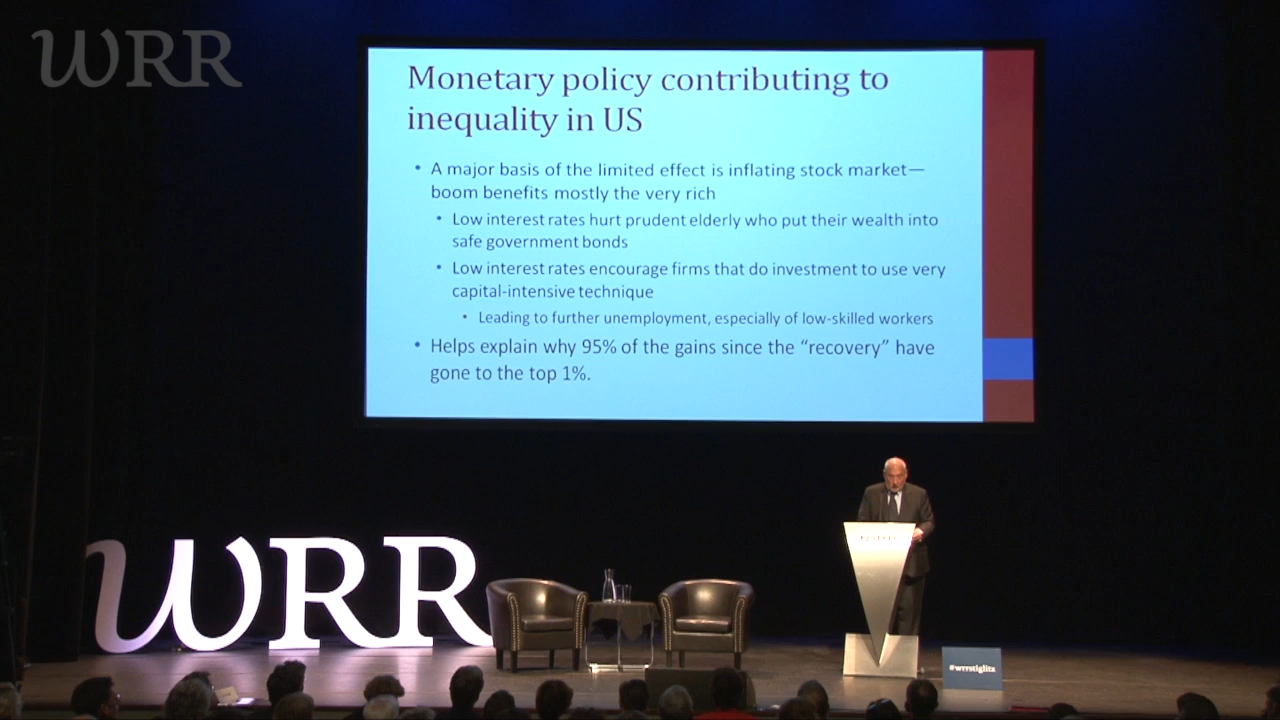 WRR
Monetary policy contributing to
inequality in US
• A major basis of the limited effect is inflating stock market—
boom benefits mostly the very rich
• Low interest rates hurt prudent elderly who put their wealth into
safe government bonds
• Low interest rates encourage firms that do investment to use very
capital-intensive technique
• Leading to further unemployment, especially of low-skilled workers
• Helps explain why 95% of the gains since the “recovery” have
gone to the top 1%.
WRR
#wrrstiglitz